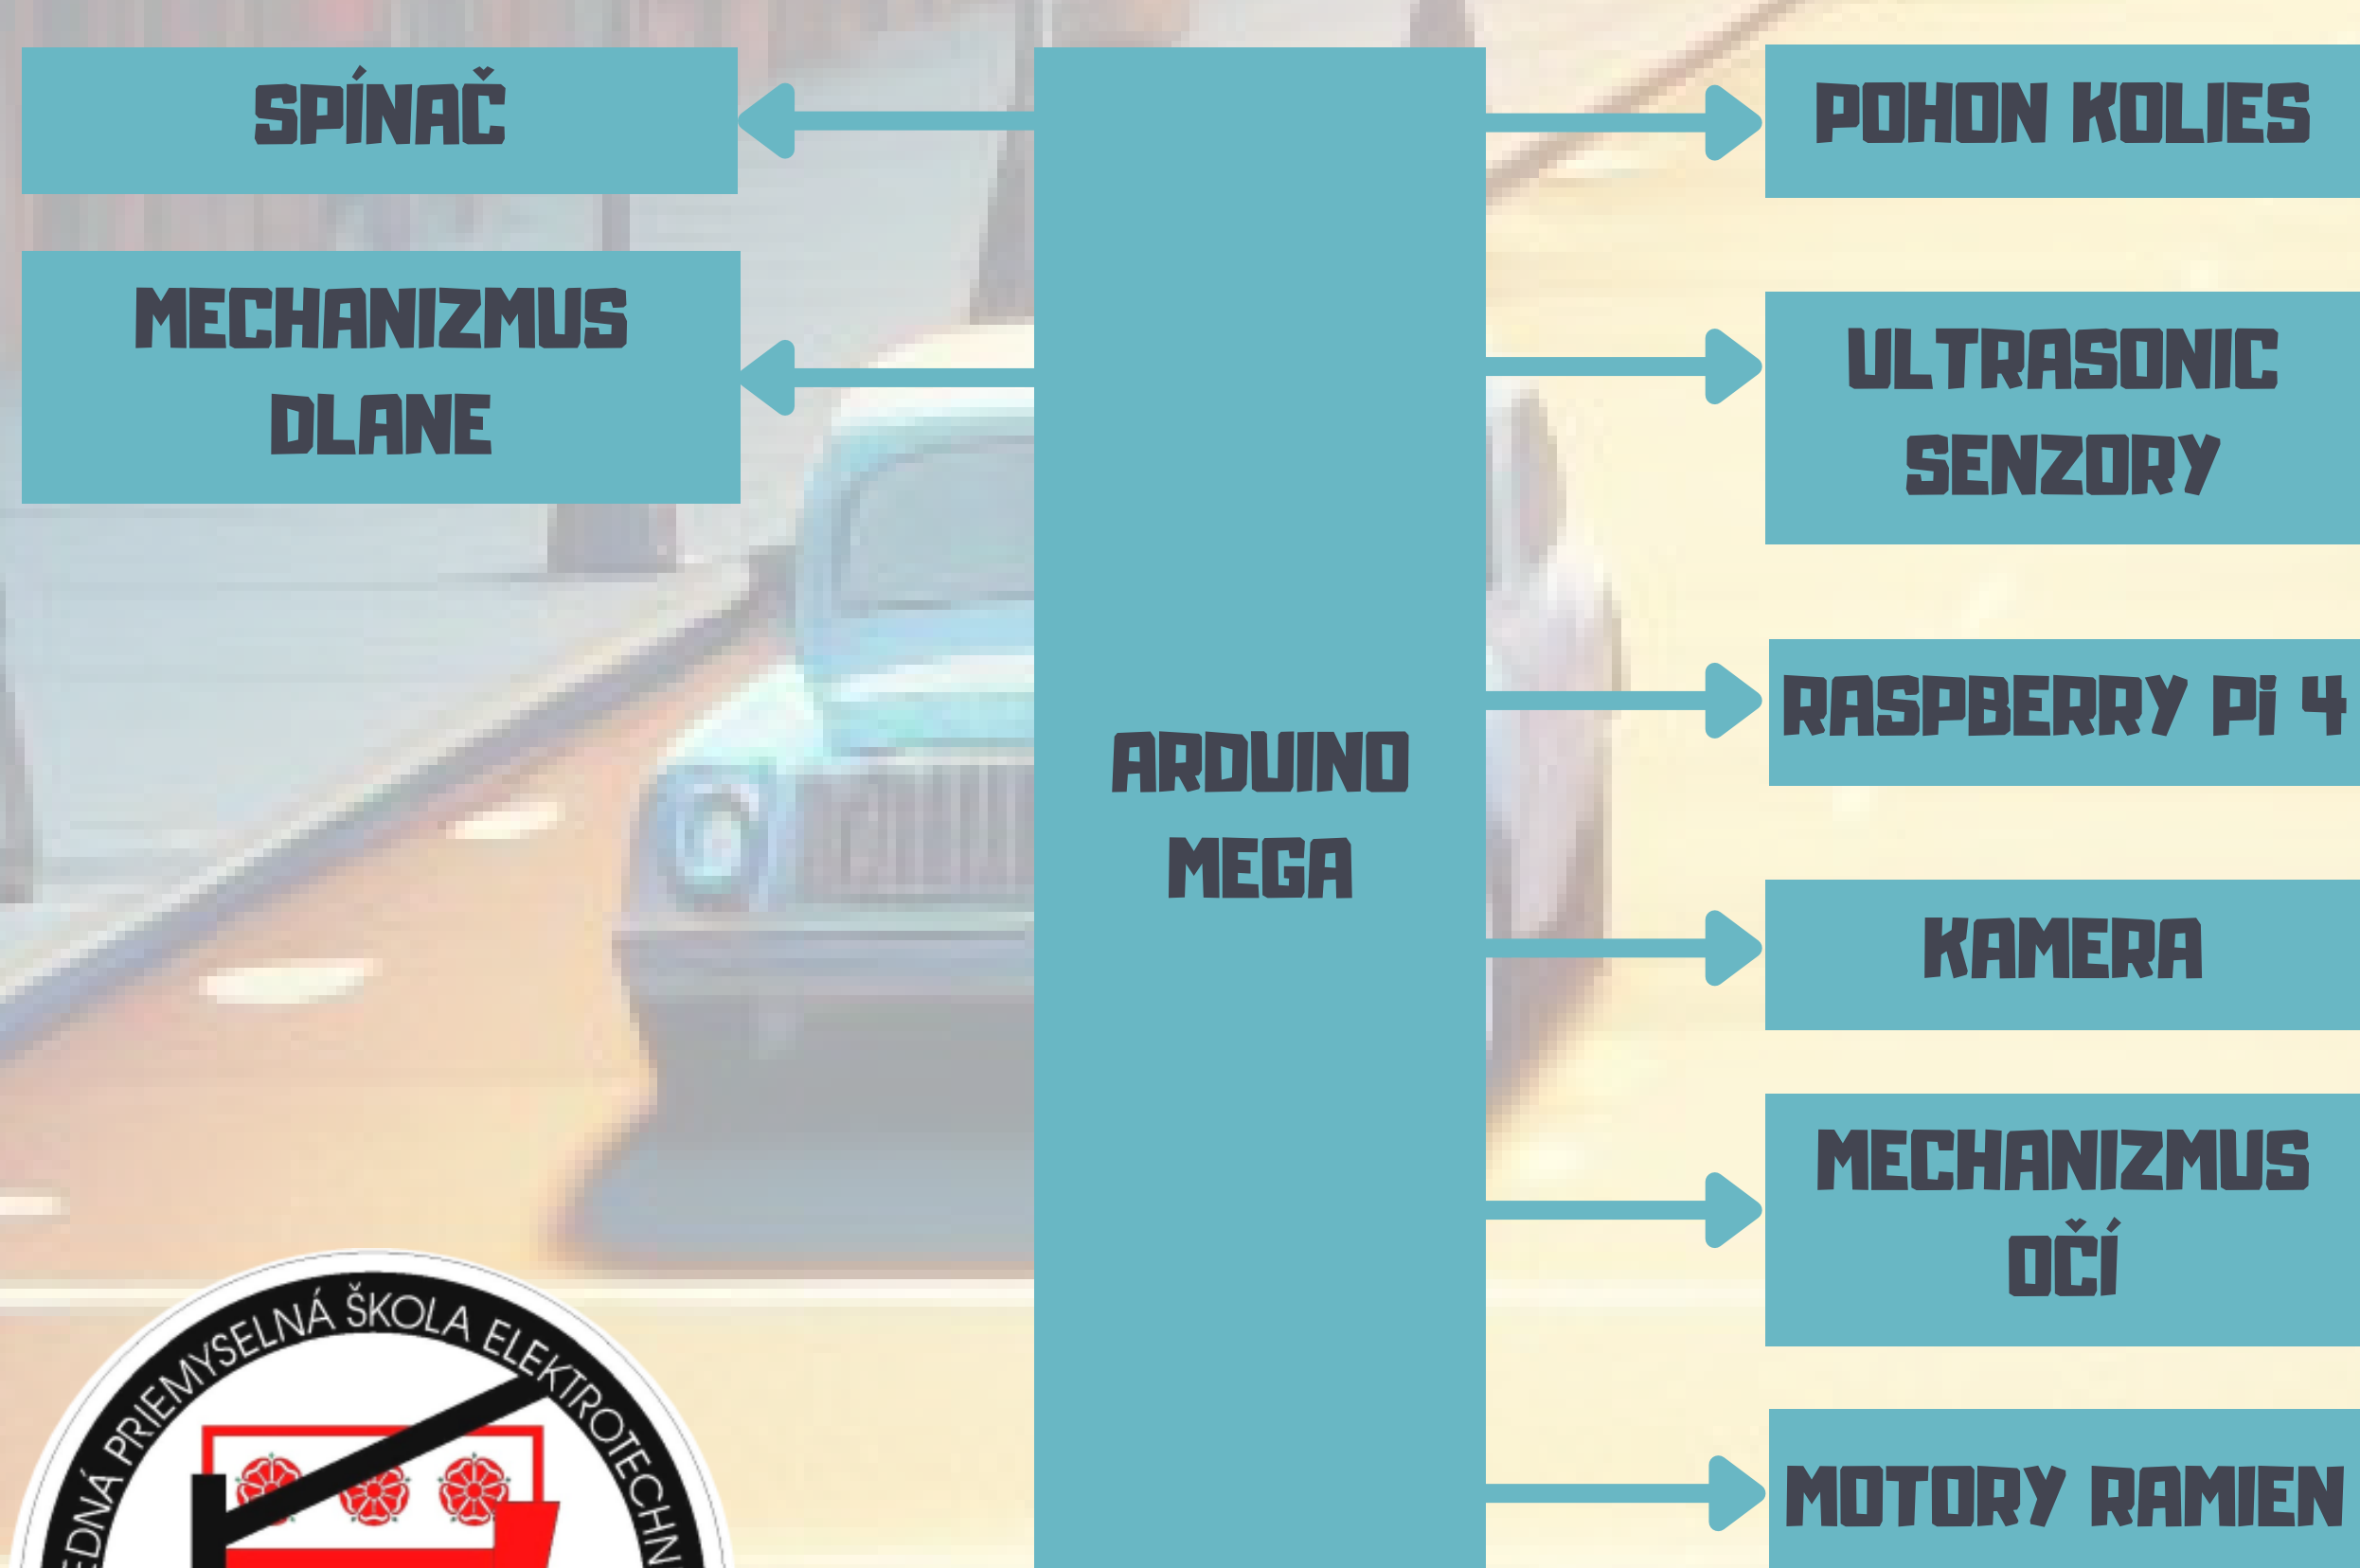 SPÍNAČ
MECHANIZMUS
DLANE
ARDUINO
MEGA
POHON KOLIES
ULTRASONIC
SENZORY
RASPBERRY Pi 4
KAMERA
MECHANIZMUS
OČÍ
MOTORY RAMIEN
PRIEMYSELNÁ ŠKOLA